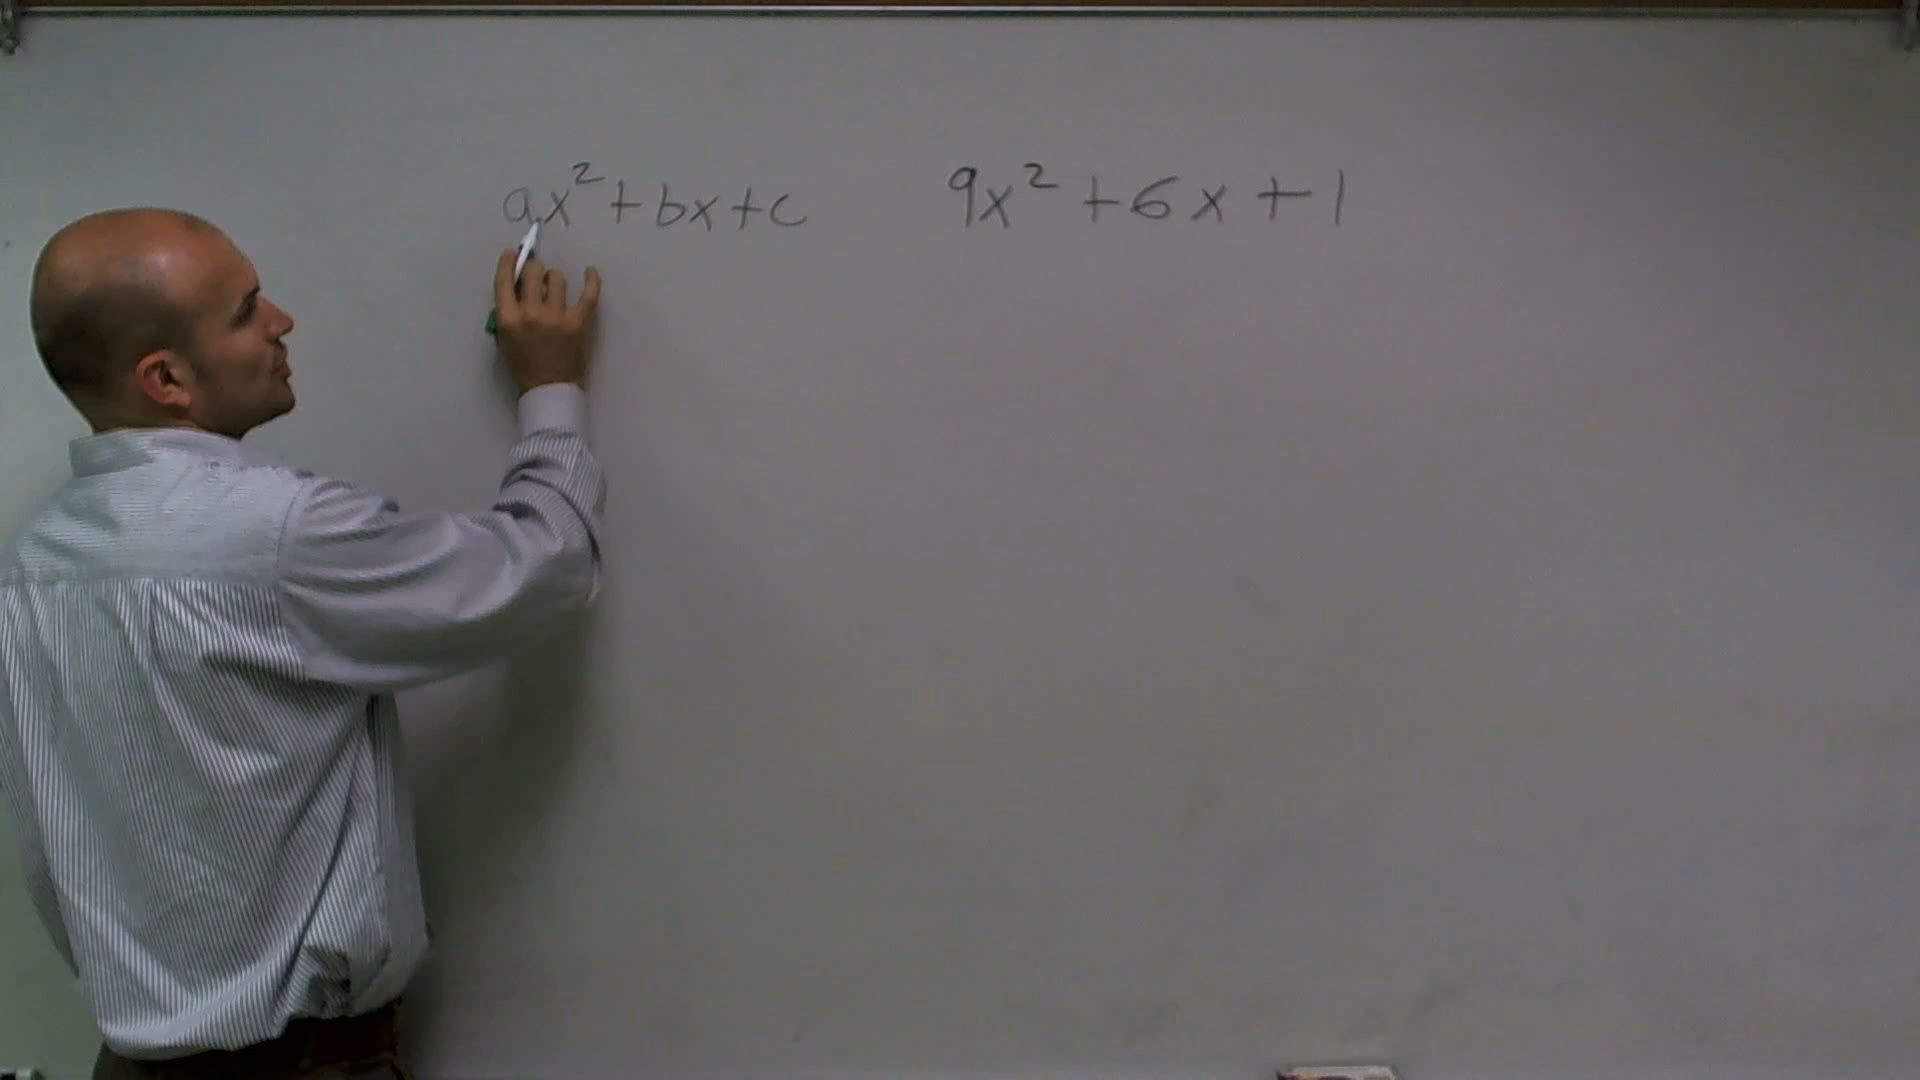 ax² + bx + c 9x² + 6x + 1